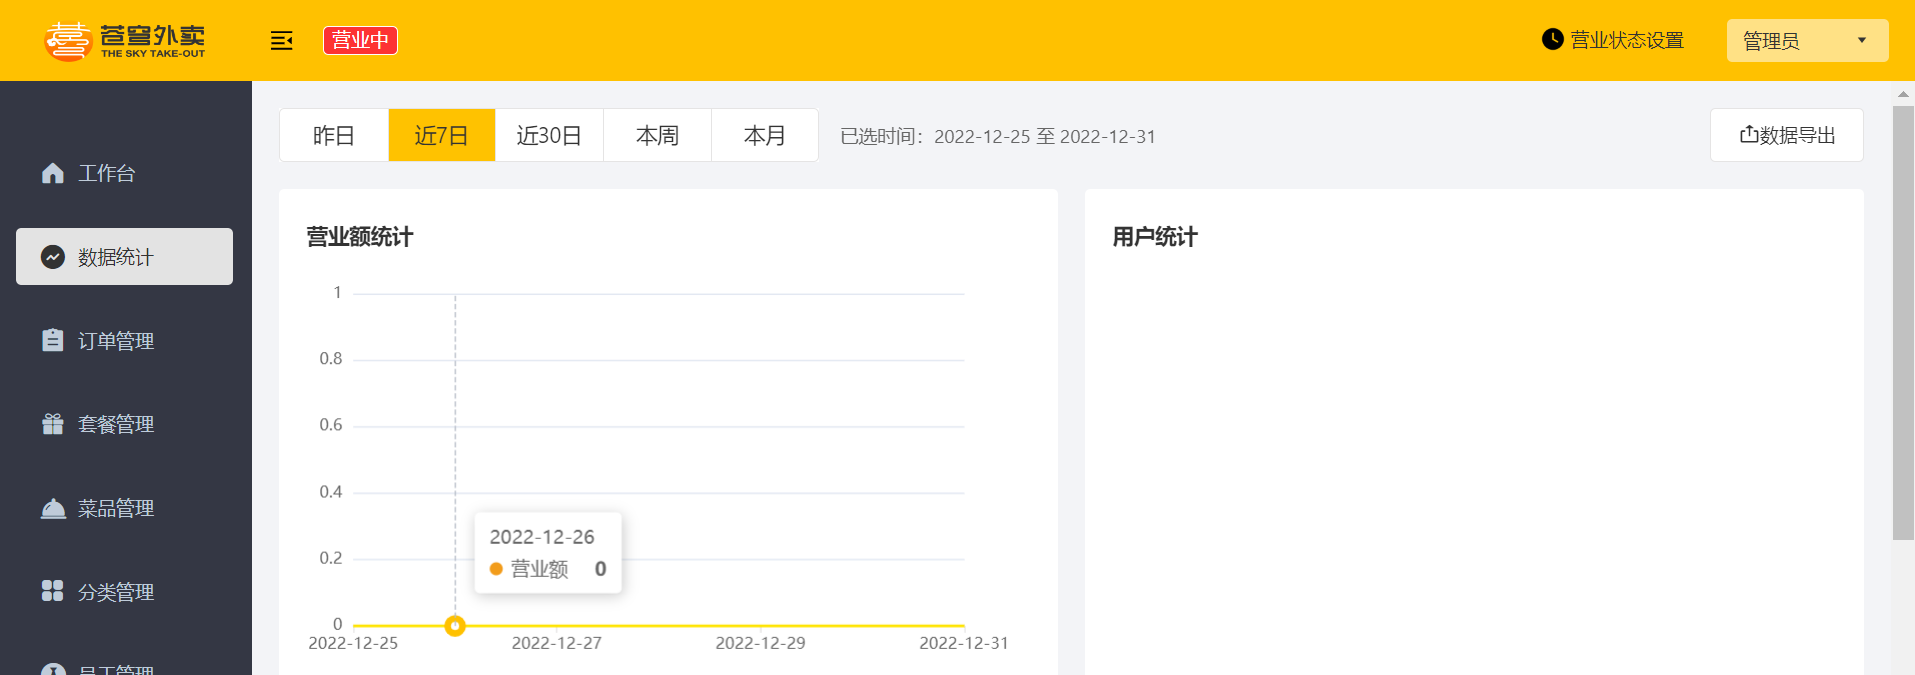 苍穹外卖
THE SKY TAKE-OUT
营业中
营业状态设置
管理员
工作台
数据统计
订单管理
套餐管理
菜品管理
分类管理
员工管理
昨日
近7日
近30日
本周
本月
已选时间：2022-12-25 至 2022-12-31
数据导出
营业额统计
1
0.8
0.6
0.4
0.2
0
2022-12-26
营业额 0
2022-12-25
2022-12-27
2022-12-29
2022-12-31
用户统计